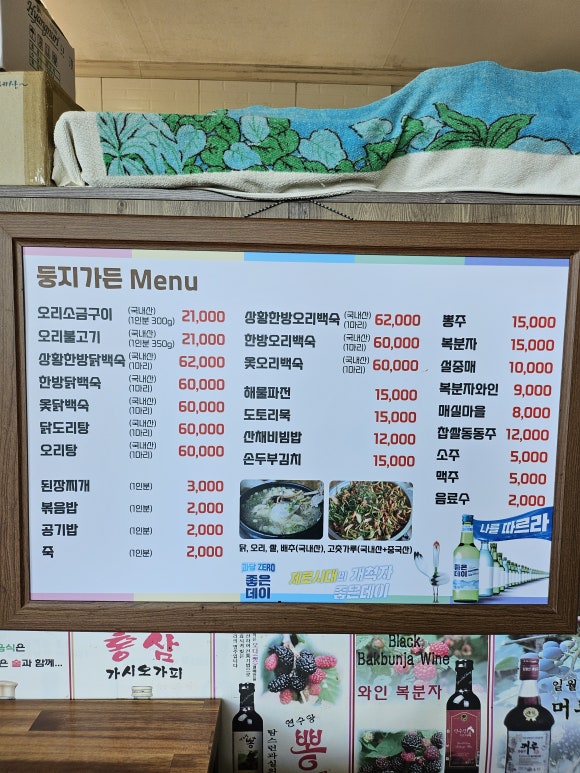 둥지가든 Menu
오리소금구이 (국내산) (1인분 300g) 21,000
오리불고기 (국내산) (1인분 350g) 21,000
상황한방닭백숙 (국내산) (1마리) 62,000
한방닭백숙 (국내산) (1마리) 60,000
옻닭백숙 (국내산) (1마리) 60,000
닭도리탕 (국내산) (1마리) 60,000
오리탕 (국내산) (1마리) 60,000
된장찌개 (1인분) 3,000
볶음밥 (1인분) 2,000
공기밥 (1인분) 2,000
죽 (1인분) 2,000
상황한방오리백숙 (국내산) (1마리) 62,000
한방오리백숙 (국내산) (1마리) 60,000
옻오리백숙 (국내산) (1마리) 60,000
해물파전 15,000
도토리묵 15,000
산채비빔밥 12,000
손두부김치 15,000
닭, 오리, 쌀, 배추(국내산), 고춧가루(국내산+중국산)
뽕주 15,000
복분자 15,000
설중매 10,000
복분자와인 9,000
매실마을 8,000
찹쌀동동주 12,000
소주 5,000
맥주 5,000
음료수 2,000
과당 ZERO
좋은
데이
제로시대의 개척자
좋은데이
나를 따르라
좋은
데이
음식은
은 술과 함께...
홍삼
가시오가피
연수당
뽕
Black
Bakbunja Wine
와인 복분자
일월
머루